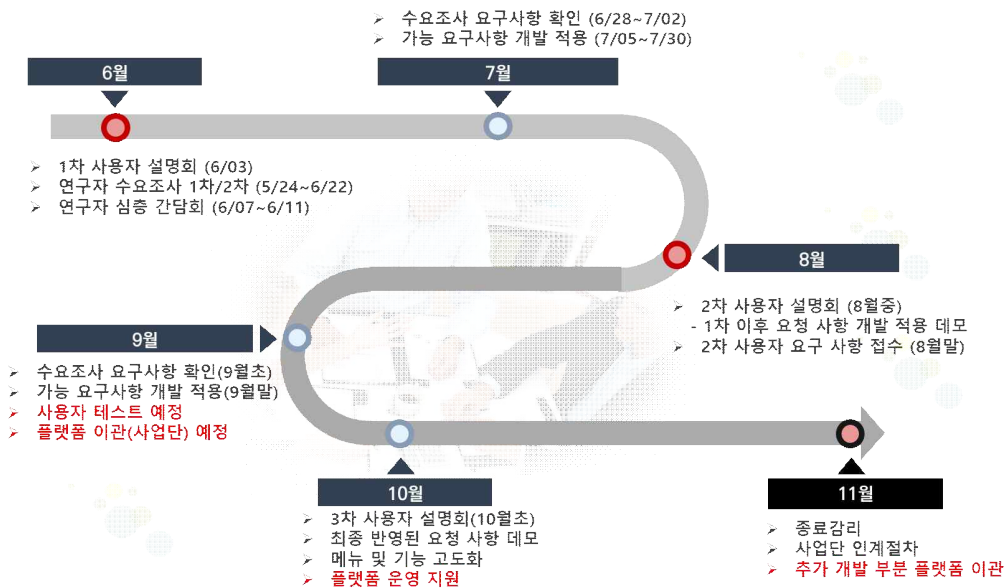 ➢ 수요조사 요구사항 확인 (6/28~7/02)
➢ 가능 요구사항 개발 적용 (7/05~7/30)
6월
7월
➢ 1차 사용자 설명회 (6/03)
➢ 연구자 수요조사 1차/2차 (5/24~6/22)
➢ 연구자 심층 간담회 (6/07~6/11)
8월
➢ 2차 사용자 설명회 (8월중)
- 1차 이후 요청 사항 개발 적용 데모
➢ 2차 사용자 요구 사항 접수 (8월말)
9월
➢ 수요조사 요구사항 확인(9월초)
➢ 가능 요구사항 개발 적용(9월말)
➢ 사용자 테스트 예정
➢ 플랫폼 이관(사업단) 예정
10월
➢ 3차 사용자 설명회(10월초)
➢ 최종 반영된 요청 사항 데모
➢ 메뉴 및 기능 고도화
➢ 플랫폼 운영 지원
11월
➢ 종료감리
➢ 사업단 인계절차
➢ 추가 개발 부분 플랫폼 이관